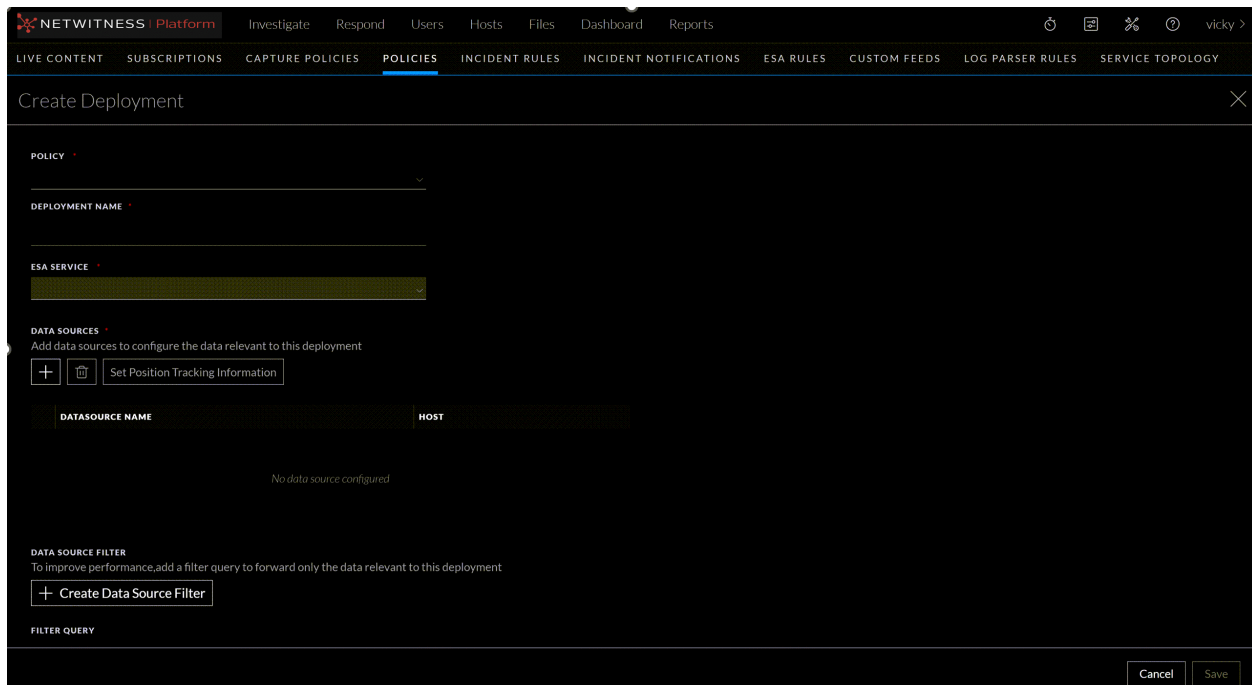 NETWITNESS | Platform Investigate Respond Users Hosts Files Dashboard Reports vicky >
LIVE CONTENT SUBSCRIPTIONS CAPTURE POLICIES POLICIES INCIDENT RULES INCIDENT NOTIFICATIONS ESA RULES CUSTOM FEEDS LOG PARSER RULES SERVICE TOPOLOGY
Create Deployment
POLICY *
DEPLOYMENT NAME *
ESA SERVICE *
DATA SOURCES *
Add data sources to configure the data relevant to this deployment
Set Position Tracking Information
DATASOURCE NAME HOST
No data source configured
DATA SOURCE FILTER
To improve performance,add a filter query to forward only the data relevant to this deployment
+ Create Data Source Filter
FILTER QUERY
Cancel Save